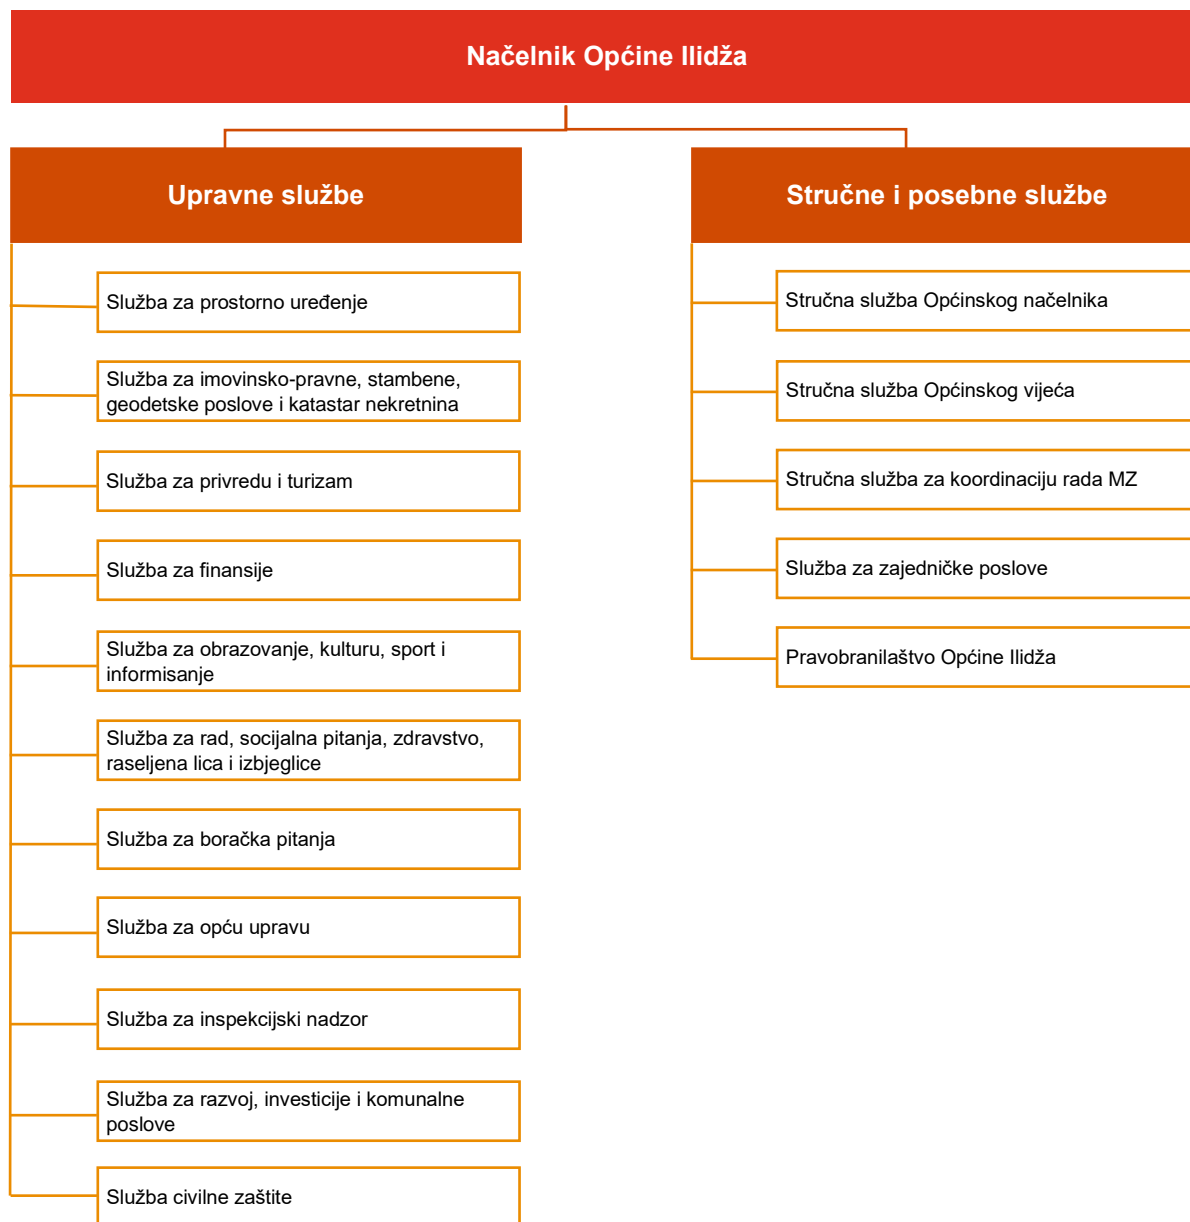 Načelnik Općine Ilidža
Upravne službe
Služba za prostorno uređenje
Služba za imovinsko-pravne, stambene,
geodetske poslove i katastar nekretnina
Služba za privredu i turizam
Služba za finansije
Služba za obrazovanje, kulturu, sport i
informisanje
Služba za rad, socijalna pitanja, zdravstvo,
raseljena lica i izbjeglice
Služba za boračka pitanja
Služba za opću upravu
Služba za inspekcijski nadzor
Služba za razvoj, investicije i komunalne
poslove
Služba civilne zaštite
Stručne i posebne službe
Stručna služba Općinskog načelnika
Stručna služba Općinskog vijeća
Stručna služba za koordinaciju rada MZ
Služba za zajedničke poslove
Pravobranilaštvo Općine Ilidža